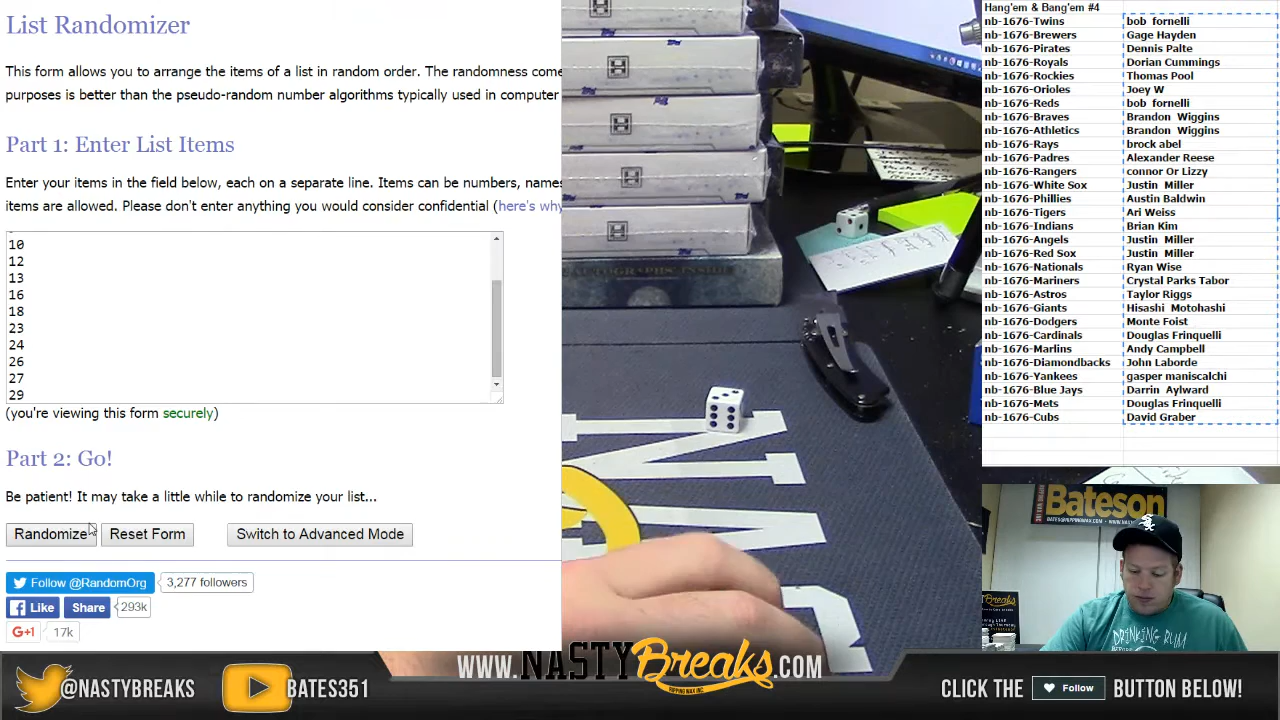 List Randomizer
This form allows you to arrange the items of a list in random order. The randomness come
purposes is better than the pseudo-random number algorithms typically used in computer
Part 1: Enter List Items
Enter your items in the field below, each on a separate line. Items can be numbers, names
items are allowed. Please don't enter anything you would consider confidential (here's why
10
12
13
16
18
23
24
26
27
29
(you're viewing this form securely)
Part 2: Go!
Be patient! It may take a little while to randomize your list...
Randomize Reset Form Switch to Advanced Mode
Follow @RandomOrg 3,277 followers
Like Share 293k
G+1 17k
AUTOGRAPHS INSIDE
Hang'em & Bang'em #4
nb-1676-Twins bob fornelli
nb-1676-Brewers Gage Hayden
nb-1676-Pirates Dennis Palte
nb-1676-Royals Dorian Cummings
nb-1676-Rockies Thomas Pool
nb-1676-Orioles Joey W
nb-1676-Reds bob fornelli
nb-1676-Braves Brandon Wiggins
nb-1676-Athletics Brandon Wiggins
nb-1676-Rays brock abel
nb-1676-Padres Alexander Reese
nb-1676-Rangers connor Or Lizzy
nb-1676-White Sox Justin Miller
nb-1676-Phillies Austin Baldwin
nb-1676-Tigers Ari Weiss
nb-1676-Indians Brian Kim
nb-1676-Angels Justin Miller
nb-1676-Red Sox Justin Miller
nb-1676-Nationals Ryan Wise
nb-1676-Mariners Crystal Parks Tabor
nb-1676-Astros Taylor Riggs
nb-1676-Giants Hisashi Motohashi
nb-1676-Dodgers Monte Foist
nb-1676-Cardinals Douglas Frinquelli
nb-1676-Marlins Andy Campbell
nb-1676-Diamondbacks John Laborde
nb-1676-Yankees gasper maniscalchi
nb-1676-Blue Jays Darrin Aylward
nb-1676-Mets Douglas Frinquelli
nb-1676-Cubs David Graber
Bateson
DRINKING RUM
@NASTYBREAKS BATES351
WWW.NASTYBreaks.COM
RIPPING WAX INC.
CLICK THE Follow BUTTON BELOW!